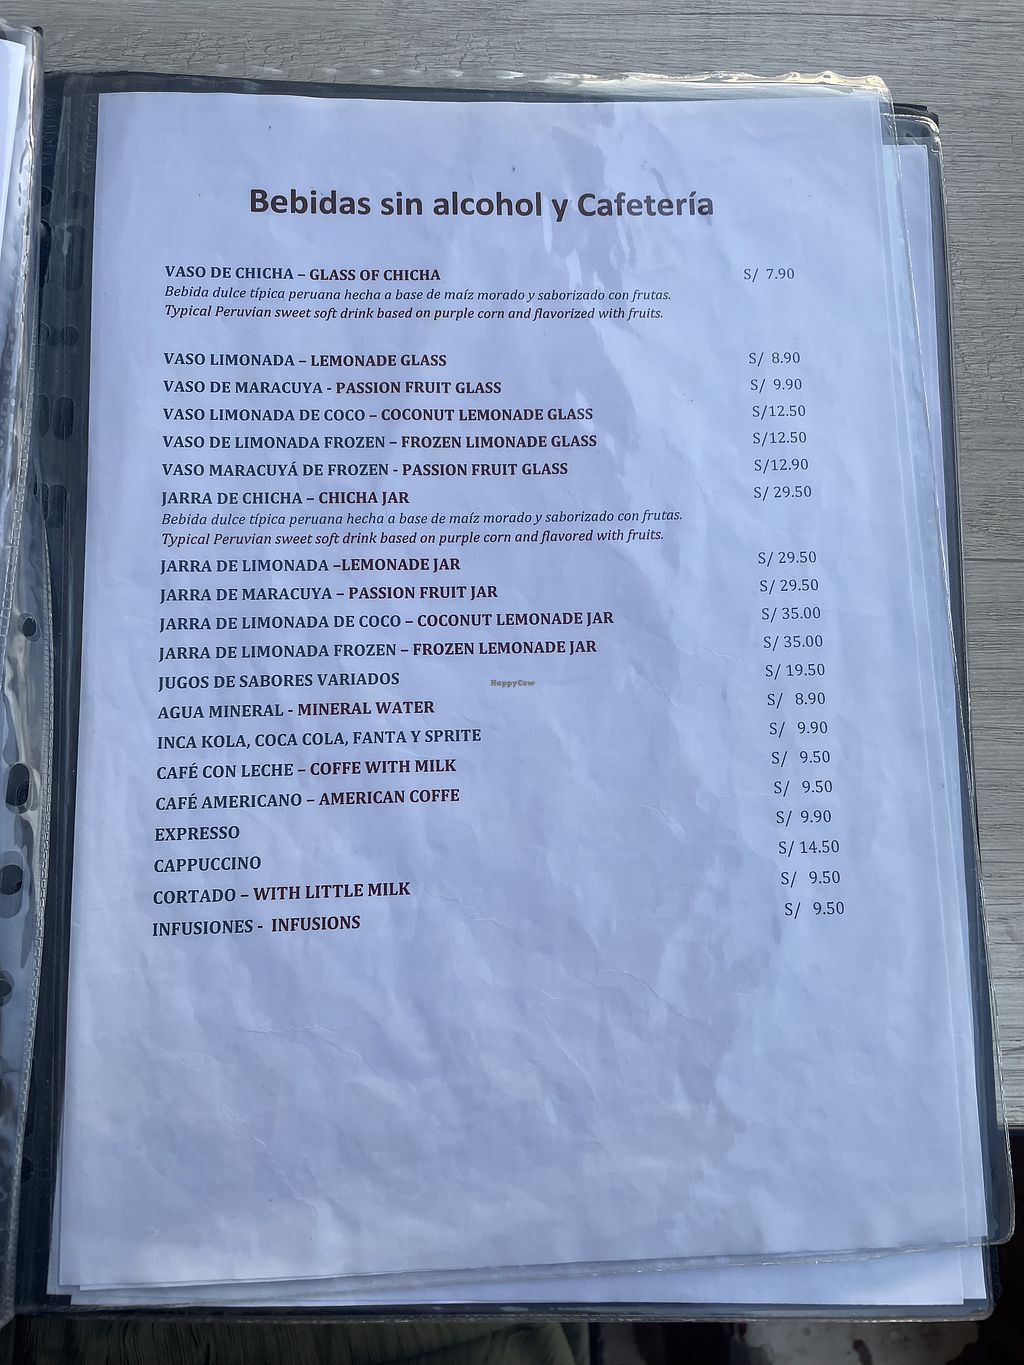 Bebidas sin alcohol y Cafetería
VASO DE CHICHA – GLASS OF CHICHA S/ 7.90
Bebida dulce típica peruana hecha a base de maíz morado y saborizado con frutas.
Typical Peruvian sweet soft drink based on purple corn and flavorized with fruits.
VASO LIMONADA – LEMONADE GLASS S/ 8.90
VASO DE MARACUYA - PASSION FRUIT GLASS S/ 9.90
VASO LIMONADA DE COCO – COCONUT LEMONADE GLASS S/12.50
VASO DE LIMONADA FROZEN – FROZEN LIMONADE GLASS S/12.50
VASO MARACUYÁ DE FROZEN - PASSION FRUIT GLASS S/12.90
JARRA DE CHICHA – CHICHA JAR S/ 29.50
Bebida dulce típica peruana hecha a base de maíz morado y saborizado con frutas.
Typical Peruvian sweet soft drink based on purple corn and flavored with fruits.
JARRA DE LIMONADA –LEMONADE JAR S/ 29.50
JARRA DE MARACUYA – PASSION FRUIT JAR S/ 29.50
JARRA DE LIMONADA DE COCO – COCONUT LEMONADE JAR S/ 35.00
JARRA DE LIMONADA FROZEN – FROZEN LEMONADE JAR S/ 35.00
JUGOS DE SABORES VARIADOS S/ 19.50
HappyCow
AGUA MINERAL - MINERAL WATER S/ 8.90
INCA KOLA, COCA COLA, FANTA Y SPRITE S/ 9.90
CAFÉ CON LECHE – COFFE WITH MILK S/ 9.50
CAFÉ AMERICANO – AMERICAN COFFE S/ 9.50
EXPRESSO S/ 9.90
CAPPUCCINO S/ 14.50
CORTADO – WITH LITTLE MILK S/ 9.50
INFUSIONES - INFUSIONS S/ 9.50